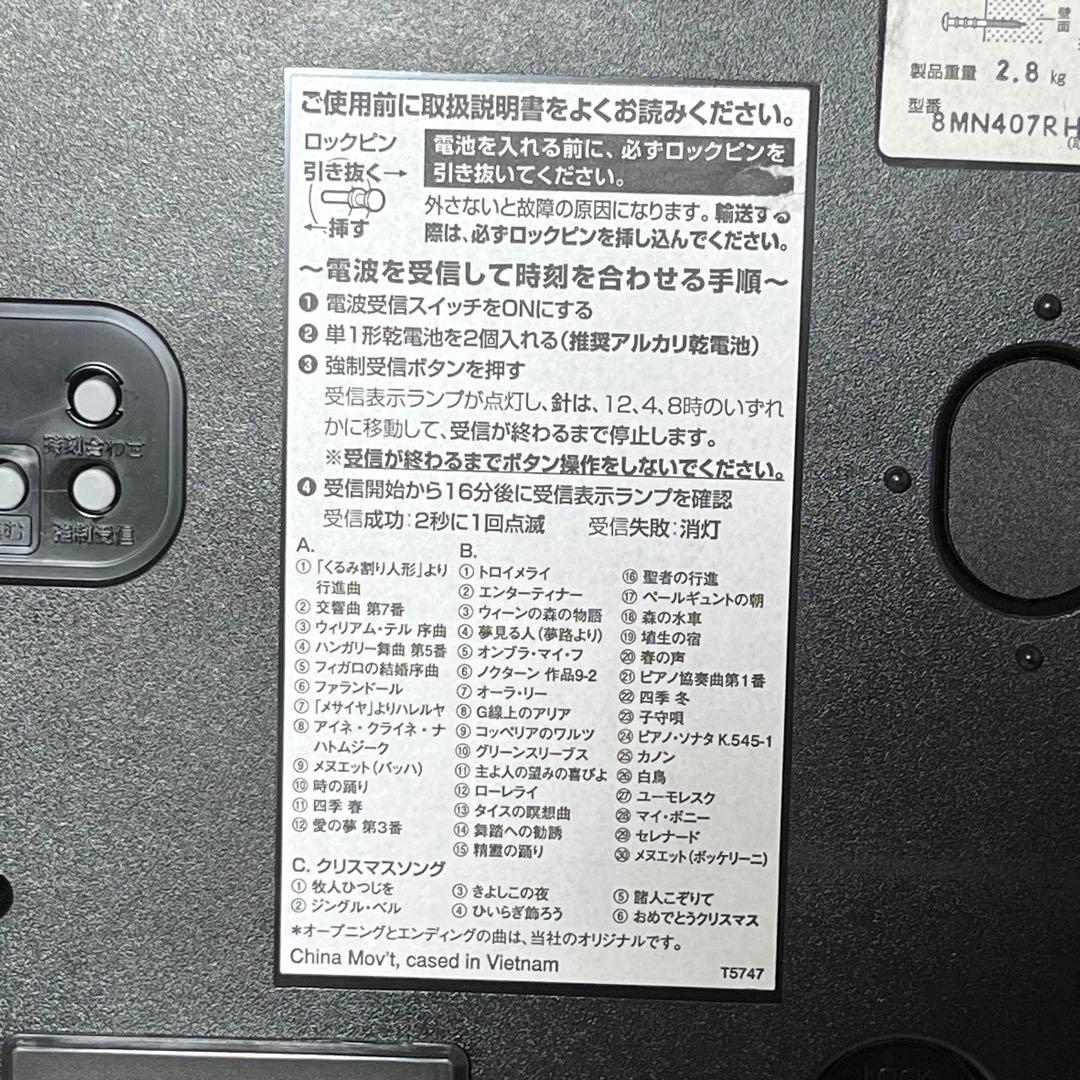 ご使用前に取扱説明書をよくお読みください。
ロックピン
引き抜く→
←挿す
電池を入れる前に、必ずロックピンを
引き抜いてください。
外さないと故障の原因になります。輸送する
際は、必ずロックピンを挿し込んでください。
〜電波を受信して時刻を合わせる手順〜
❶ 電波受信スイッチをONにする
❷ 単1形乾電池を2個入れる(推奨アルカリ乾電池)
❸ 強制受信ボタンを押す
受信表示ランプが点灯し、針は、12、4、8時のいずれ
かに移動して、受信が終わるまで停止します。
※受信が終わるまでボタン操作をしないでください。
❹ 受信開始から16分後に受信表示ランプを確認
受信成功:2秒に1回点滅 受信失敗:消灯
A.
①「くるみ割り人形」より
行進曲
② 交響曲 第7番
③ ウィリアム・テル 序曲
④ ハンガリー舞曲 第5番
⑤ フィガロの結婚序曲
⑥ ファランドール
⑦「メサイヤ」よりハレルヤ
⑧ アイネ・クライネ・ナ
ハトムジーク
⑨ メヌエット(バッハ)
⑩ 時の踊り
⑪ 四季 春
⑫ 愛の夢 第3番
B.
① トロイメライ
② エンターティナー
③ ウィーンの森の物語
④ 夢見る人(夢路より)
⑤ オンブラ・マイ・フ
⑥ ノクターン 作品9-2
⑦ オーラ・リー
⑧ G線上のアリア
⑨ コッペリアのワルツ
⑩ グリーンスリーブス
⑪ 主よ人の望みの喜びよ
⑫ ローレライ
⑬ タイスの瞑想曲
⑭ 舞踏への勧誘
⑮ 精霊の踊り
⑯ 聖者の行進
⑰ ペールギュントの朝
⑱ 森の水車
⑲ 埴生の宿
⑳ 春の声
㉑ ピアノ協奏曲第1番
㉒ 四季 冬
㉓ 子守唄
㉔ ピアノ・ソナタ K.545-1
㉕ カノン
㉖ 白鳥
㉗ ユーモレスク
㉘ マイ・ボニー
㉙ セレナード
㉚ メヌエット(ボッケリーニ)
C. クリスマスソング
① 牧人ひつじを
② ジングル・ベル
③ きよしこの夜
④ ひいらぎ飾ろう
⑤ 諸人こぞりて
⑥ おめでとうクリスマス
*オープニングとエンディングの曲は、当社のオリジナルです。
China Mov't, cased in Vietnam
T5747
壁
面
製品重量 2.8 kg
型番
8MN407RH
時刻合わせ
強制受信
む
LOCK